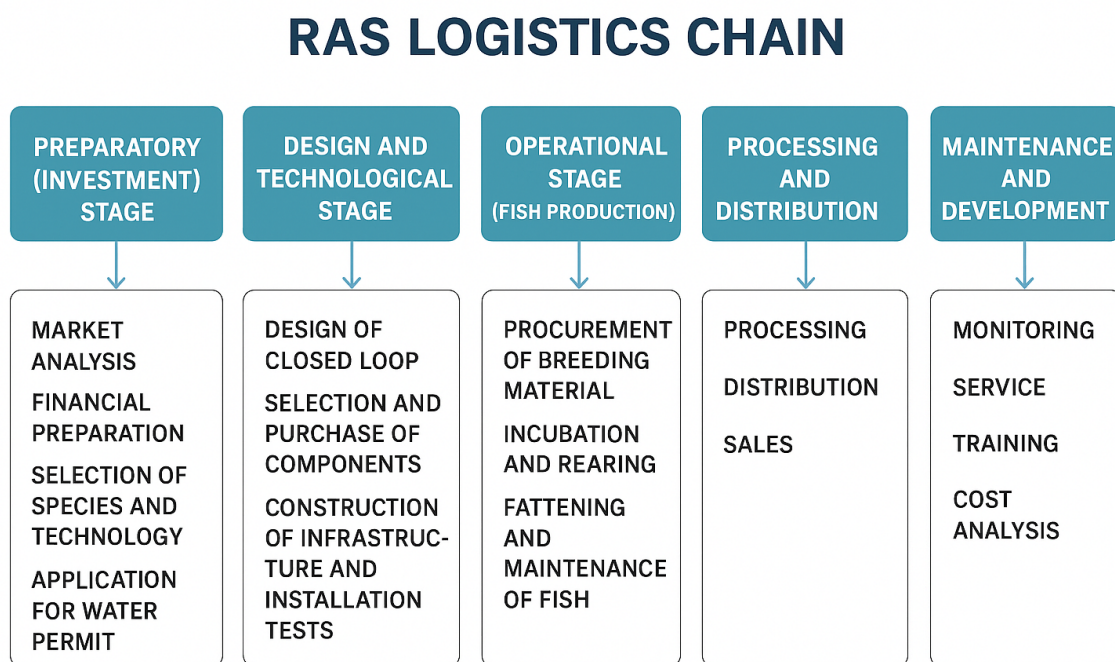 RAS LOGISTICS CHAIN
PREPARATORY
(INVESTMENT)
STAGE
MARKET
ANALYSIS
FINANCIAL
PREPARATION
SELECTION OF
SPECIES AND
TECHNOLOGY
APPLICATION
FOR WATER
PERMIT
DESIGN AND
TECHNOLOGICAL
STAGE
DESIGN OF
CLOSED LOOP
SELECTION AND
PURCHASE OF
COMPONENTS
CONSTRUCTION
OF INFRASTRUC-
TURE AND
INSTALLATION
TESTS
OPERATIONAL
STAGE
(FISH PRODUCTION)
PROCUREMENT
OF BREEDING
MATERIAL
INCUBATION
AND REARING
FATTENING
AND
MAINTENANCE
OF FISH
PROCESSING
AND
DISTRIBUTION
PROCESSING
DISTRIBUTION
SALES
MAINTENANCE
AND
DEVELOPMENT
MONITORING
SERVICE
TRAINING
COST
ANALYSIS